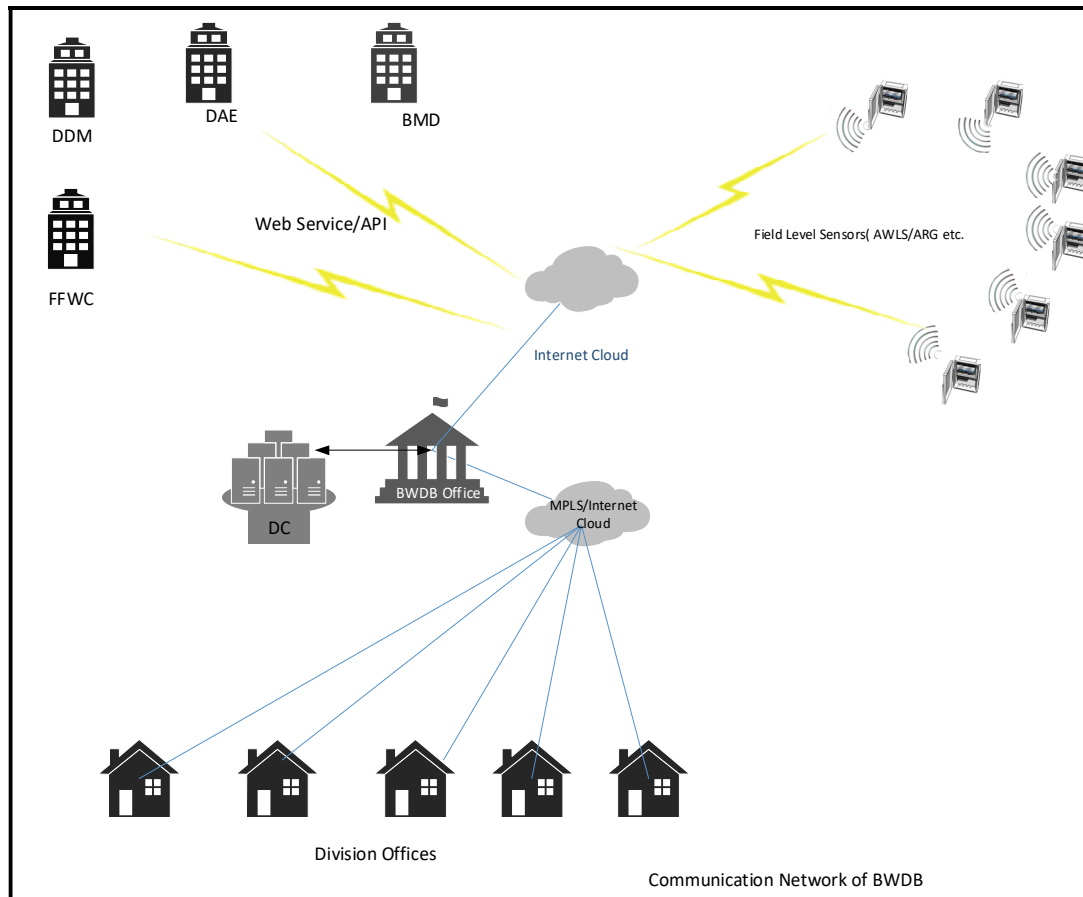 DDM
DAE
BMD
FFWC
Web Service/API
Field Level Sensors( AWLS/ARG etc.
Internet Cloud
BWDB Office
DC
MPLS/Internet
Cloud
Division Offices
Communication Network of BWDB